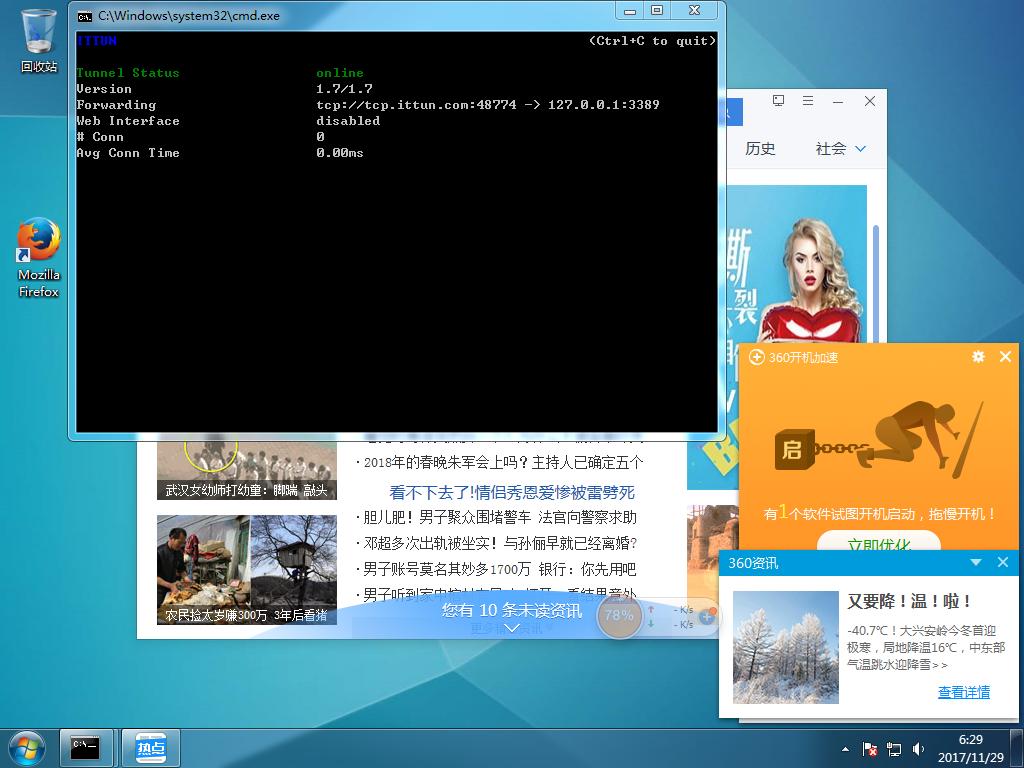 回收站
C:\Windows\system32\cmd.exe
ITTUN (Ctrl+C to quit)
Tunnel Status online
Version 1.7/1.7
Forwarding tcp://tcp.ittun.com:48774 -> 127.0.0.1:3389
Web Interface disabled
# Conn 0
Avg Conn Time 0.00ms
Mozilla
Firefox
历史 社会
斯
裂
360开机加速
启
有1个软件试图开机启动，拖慢开机！
立即优化
武汉女幼师打幼童：脚踹 敲头
农民捡太岁赚300万 3年后看猪
·2018年的春晚朱军会上吗？主持人已确定五个
看不下去了!情侣秀恩爱惨被雷劈死
·胆儿肥！男子聚众围堵警车 法官向警察求助
·邓超多次出轨被坐实！与孙俪早就已经离婚?
·男子账号莫名其妙多1700万 银行：你先用吧
您有 10 条未读资讯
78%
- K/s
- K/s
360资讯
又要降！温！啦！
-40.7℃！大兴安岭今冬首迎
极寒，局地降温16℃，中东部
气温跳水迎降雪>>
查看详情
热点
6:29
2017/11/29